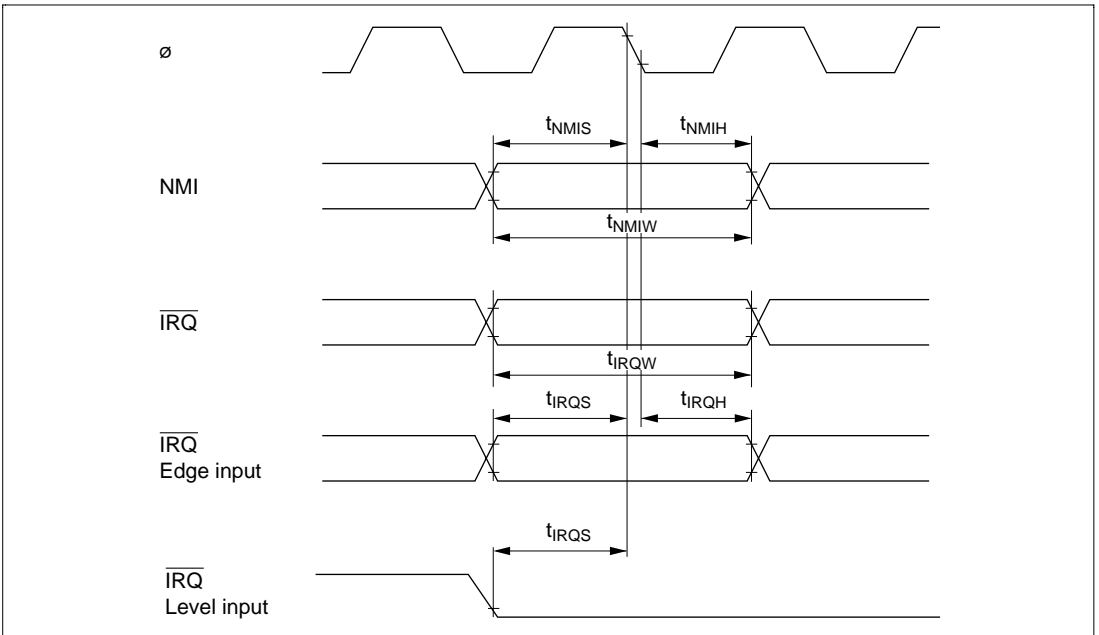 ø
tNMIS tNMIH
NMI
tNMIW
IRQ
tIRQW
tIRQS tIRQH
IRQ
Edge input
tIRQS
IRQ
Level input